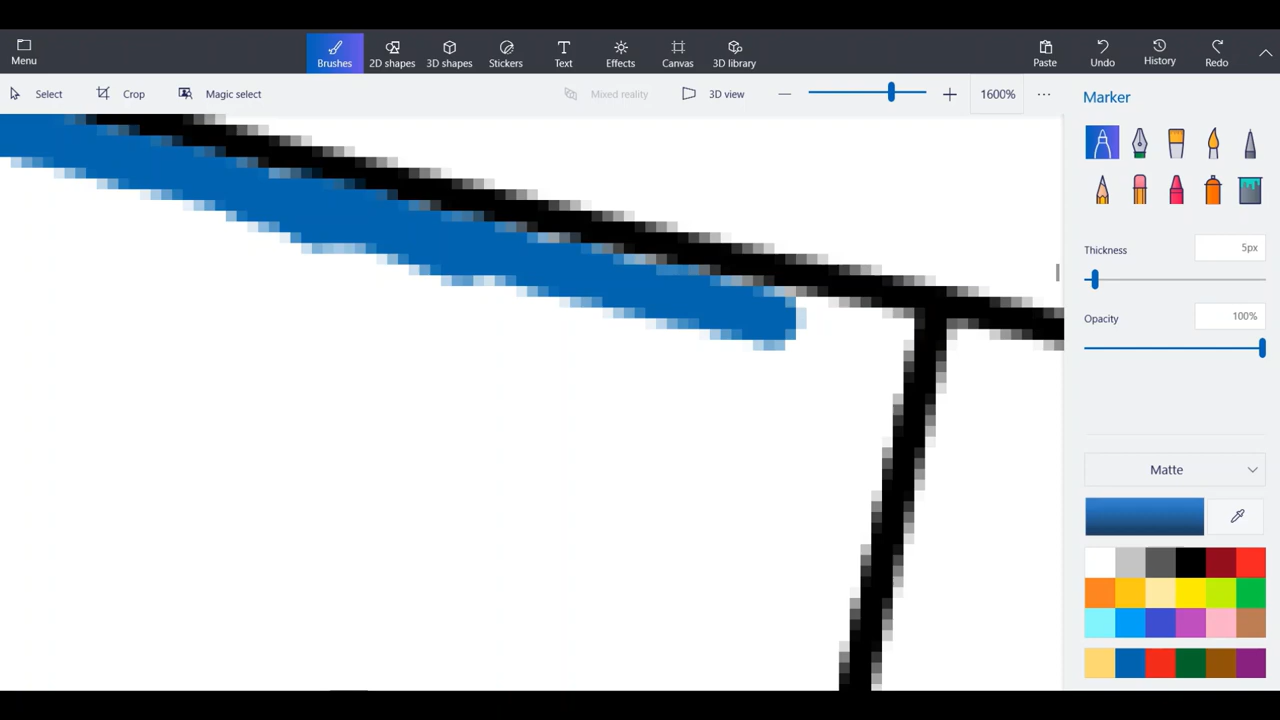 Menu
Brushes
2D shapes
3D shapes
Stickers
Text
Effects
Canvas
3D library
Paste
Undo
History
Redo
Select
Crop
Magic select
Mixed reality
3D view
1600%
Marker
Thickness
5px
Opacity
100%
Matte